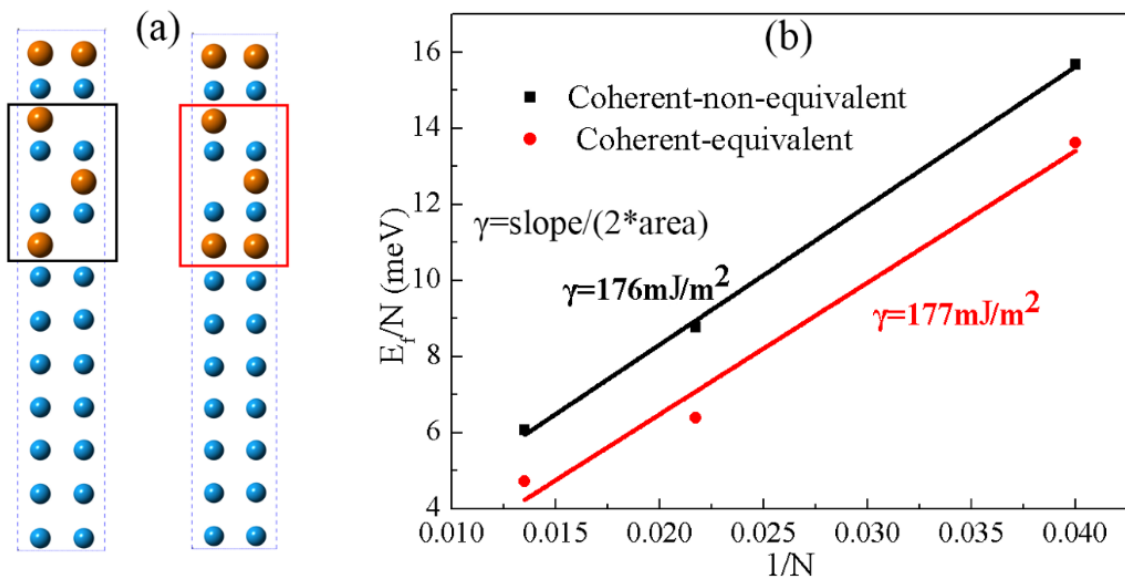 (a)
(b)
16
14
12
10
8
6
4
E_f/N (meV)
Coherent-non-equivalent
Coherent-equivalent
γ=slope/(2*area)
γ=176mJ/m²
γ=177mJ/m²
0.010 0.015 0.020 0.025 0.030 0.035 0.040
1/N